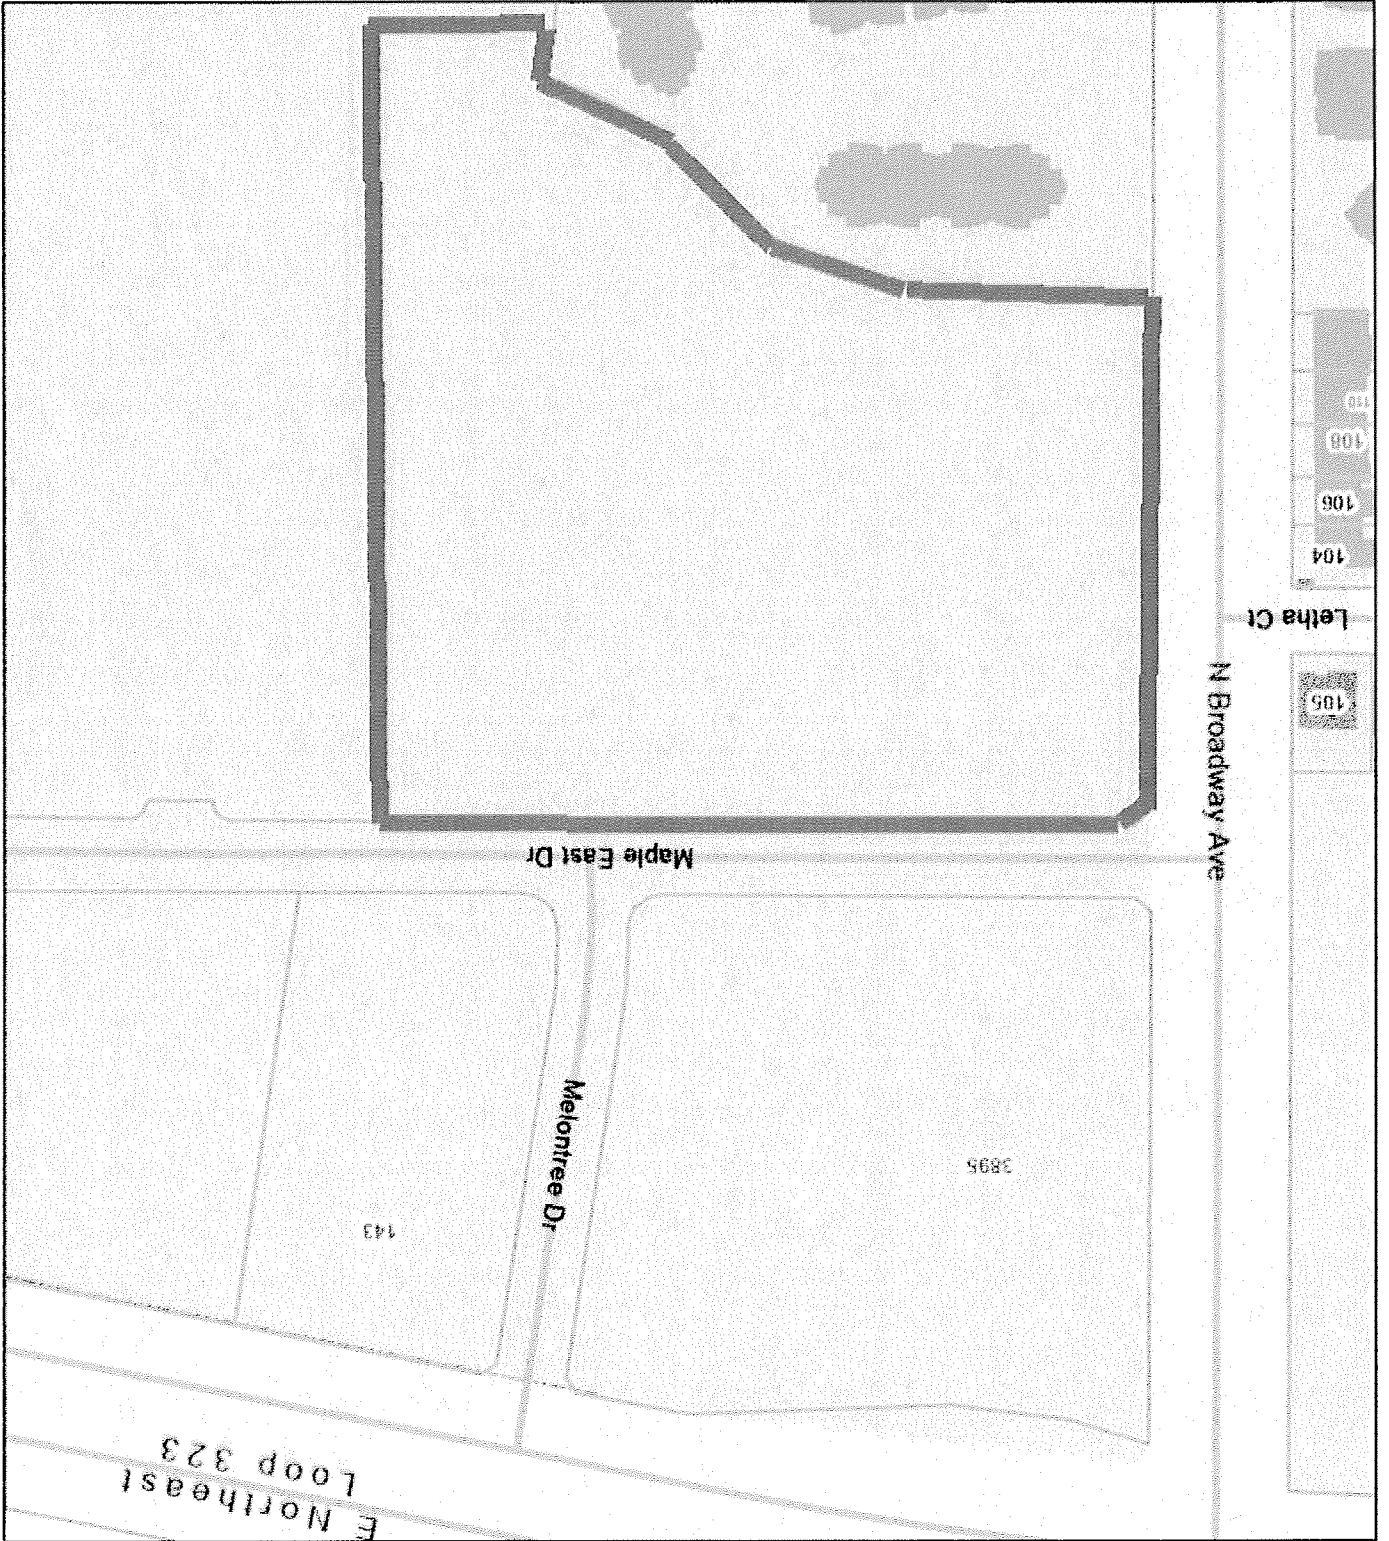 E Northeast
Loop 323
143
3895
Melontree Dr
Maple East Dr
N Broadway Ave
105
Letha Ct
104
106
108
110